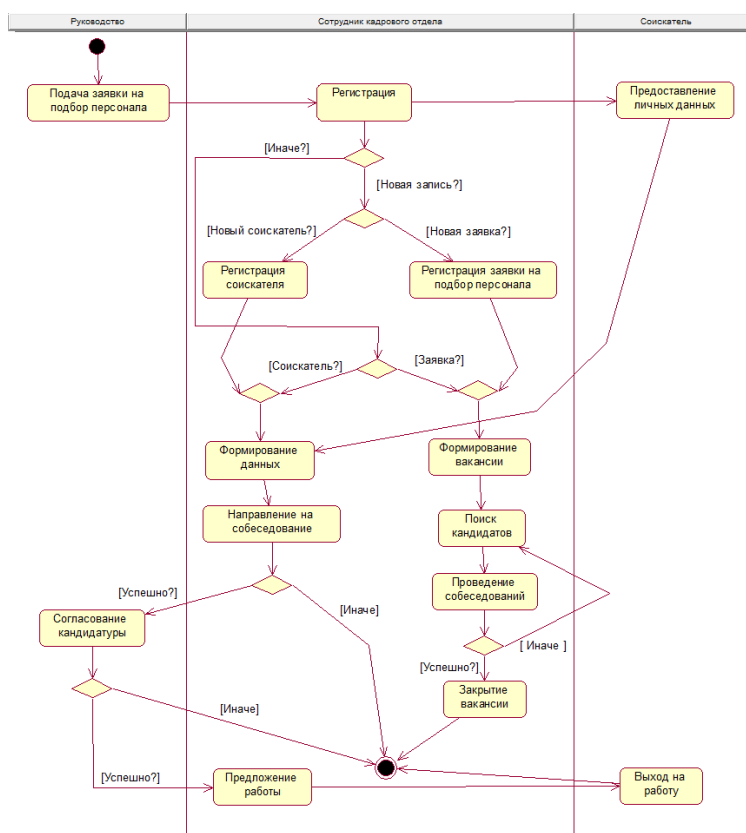 Руководство
Сотрудник кадрового отдела
Соискатель
Подача заявки на
подбор персонала
Регистрация
Предоставление
личных данных
[Иначе?]
[Новая запись?]
[Новый соискатель?]
[Новая заявка?]
Регистрация
соискателя
Регистрация заявки на
подбор персонала
[Соискатель?]
[Заявка?]
Формирование
данных
Формирование
вакансии
Направление на
собеседование
Поиск
кандидатов
Проведение
собеседований
[Успешно?]
[Иначе]
Согласование
кандидатуры
[ Иначе ]
[Успешно?]
Закрытие
вакансии
[Иначе]
[Успешно?]
Предложение
работы
Выход на
работу